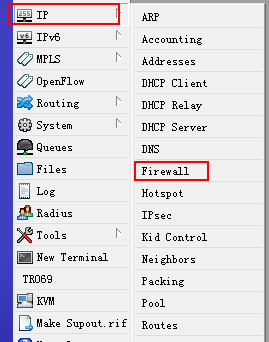 IP
IPv6
MPLS
OpenFlow
Routing
System
Queues
Files
Log
Radius
Tools
New Terminal
TR069
KVM
Make Supout.rif
ARP
Accounting
Addresses
DHCP Client
DHCP Relay
DHCP Server
DNS
Firewall
Hotspot
IPsec
Kid Control
Neighbors
Packing
Pool
Routes